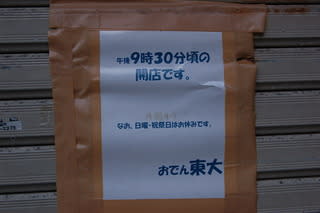 午後9時30分頃の
開店です。
なお、日曜・祝祭日はお休みです。
おでん東大